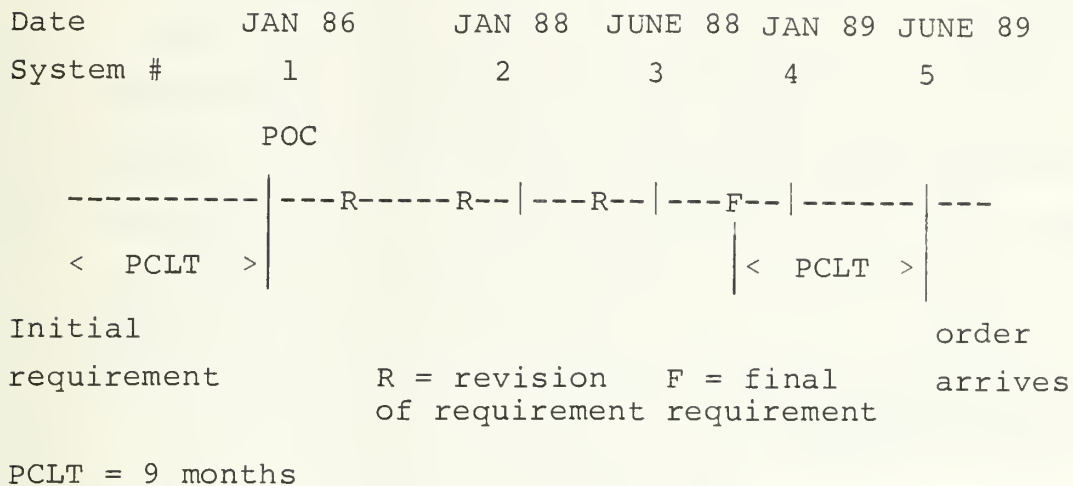 Date JAN 86 JAN 88 JUNE 88 JAN 89 JUNE 89
System # 1 2 3 4 5
POC
----------|---R-----R--|---R--|---F--|------|---
< PCLT > < PCLT >
Initial order
requirement R = revision F = final arrives
of requirement requirement
PCLT = 9 months